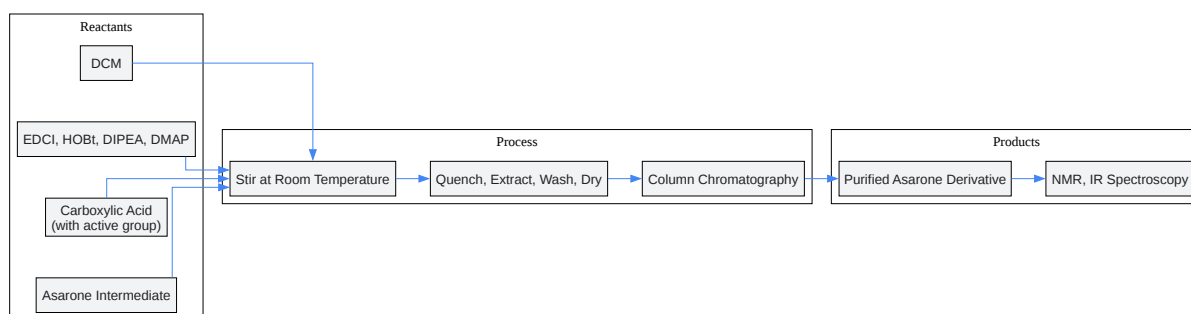 Reactants
DCM
EDCI, HOBt, DIPEA, DMAP
Carboxylic Acid
(with active group)
Asarone Intermediate
Process
Stir at Room Temperature
Quench, Extract, Wash, Dry
Column Chromatography
Products
Purified Asarone Derivative
NMR, IR Spectroscopy